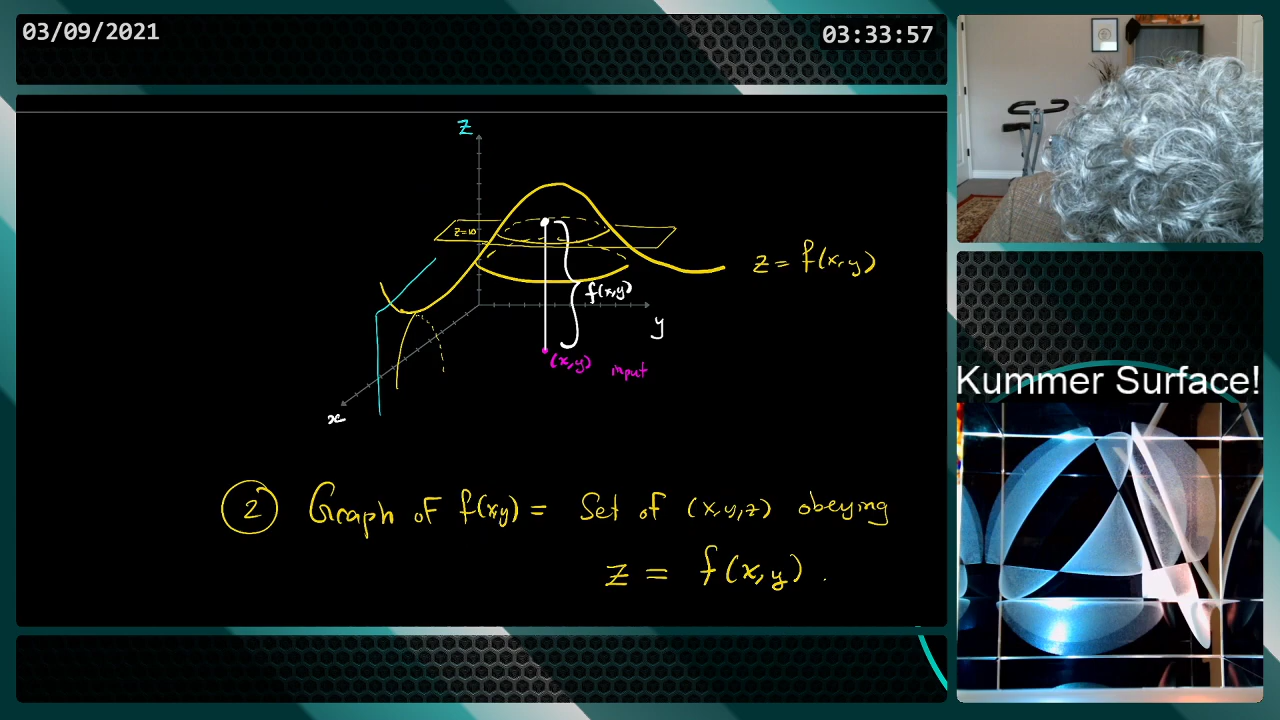 03/09/2021
03:33:57
z
z=10
z = f(x,y)
f(x,y)
y
(x,y) input
x
Kummer Surface!
2 Graph of f(x,y) = Set of (x,y,z) obeying
z = f(x,y).